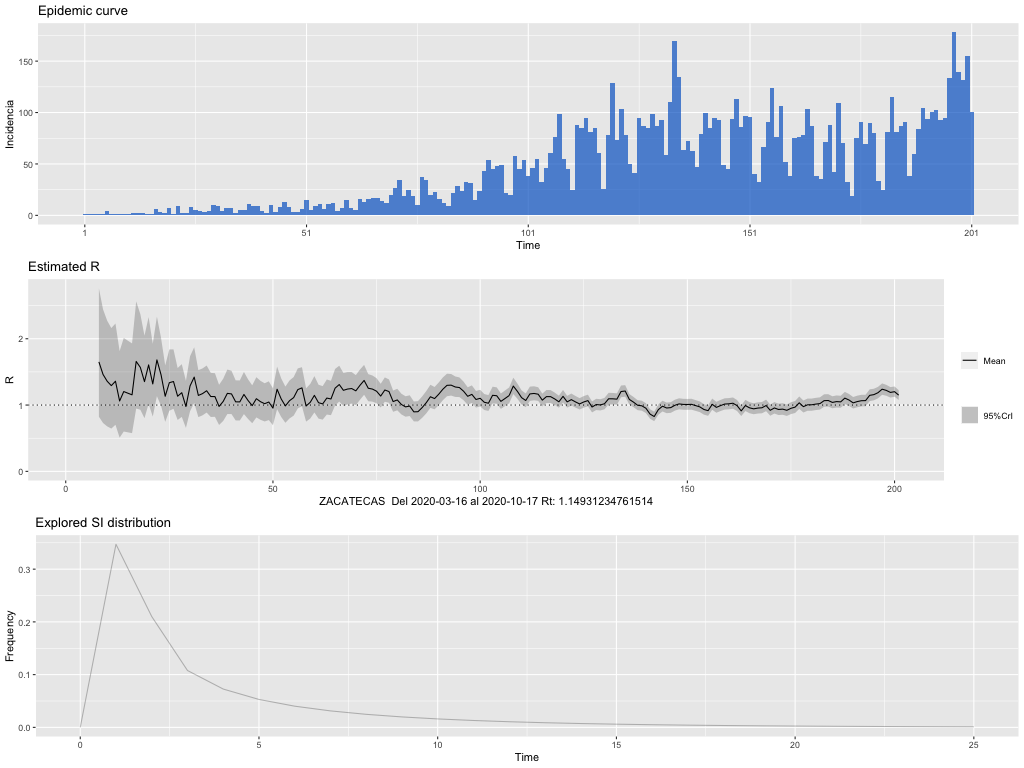 Epidemic curve
Incidencia
150
100
50
0
1 51 101 151 201
Time
Estimated R
R
2
1
0
0 50 100 150 200
ZACATECAS Del 2020-03-16 al 2020-10-17 Rt: 1.14931234761514
Mean
95%CrI
Explored SI distribution
Frequency
0.3
0.2
0.1
0.0
0 5 10 15 20 25
Time